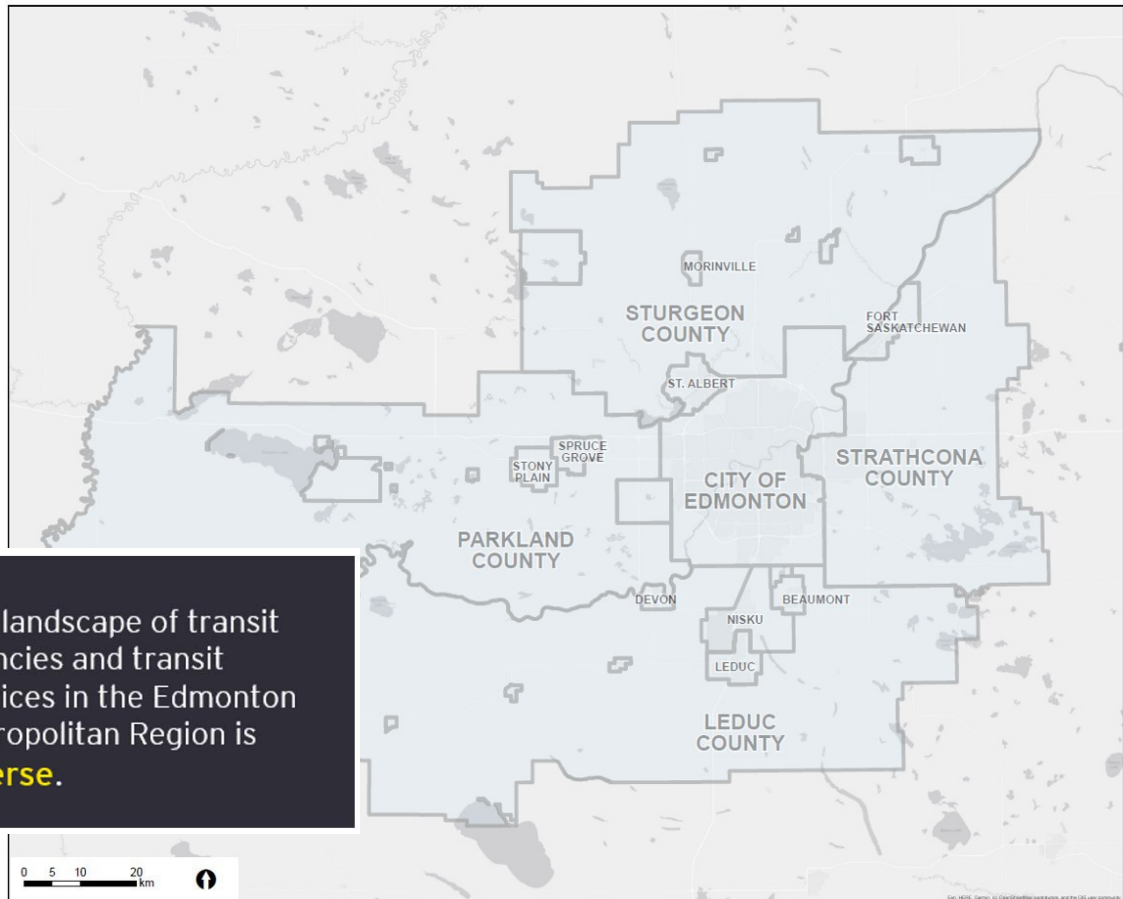 MORINVILLE
STURGEON
COUNTY
FORT
SASKATCHEWAN
ST. ALBERT
SPRUCE
GROVE
STONY
PLAIN
CITY OF
EDMONTON
STRATHCONA
COUNTY
PARKLAND
COUNTY
DEVON
BEAUMONT
NISKU
LEDUC
LEDUC
COUNTY
landscape of transit
ncies and transit
ices in the Edmonton
ropolitan Region is
erse.
0 5 10 20
km